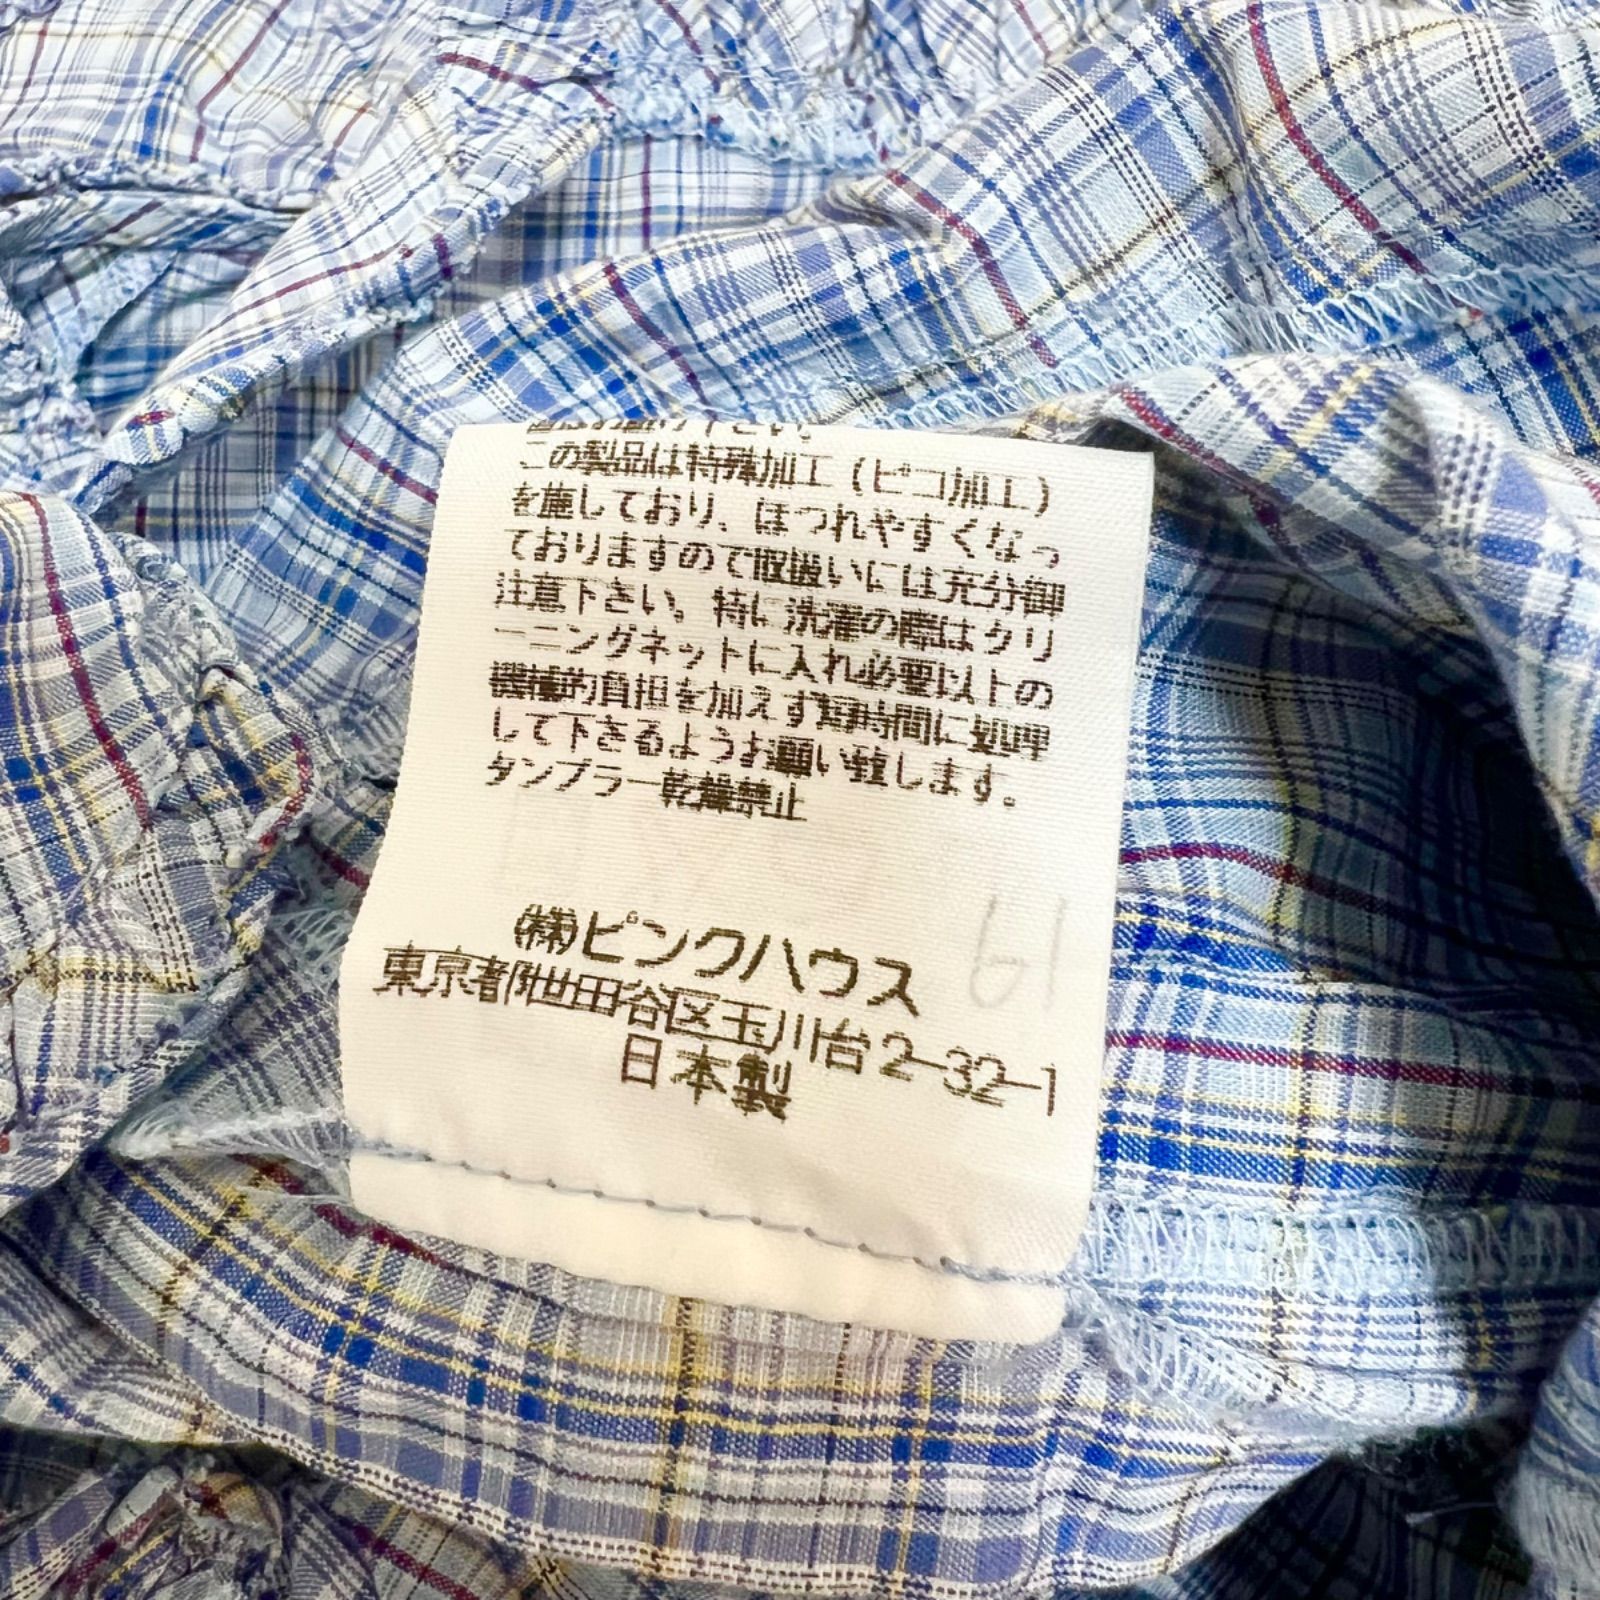 下さい。
この製品は特殊加工（ピコ加工）
を施しており、ほつれやすくなっ
ておりますので取扱いには充分御
注意下さい。特に洗濯の際はクリ
ーニングネットに入れ必要以上の
機械的負担を加えず短時間に処理
して下さるようお願い致します。
タンブラー乾燥禁止
㈱ピンクハウス
東京都世田谷区玉川台2-32-1
日本製